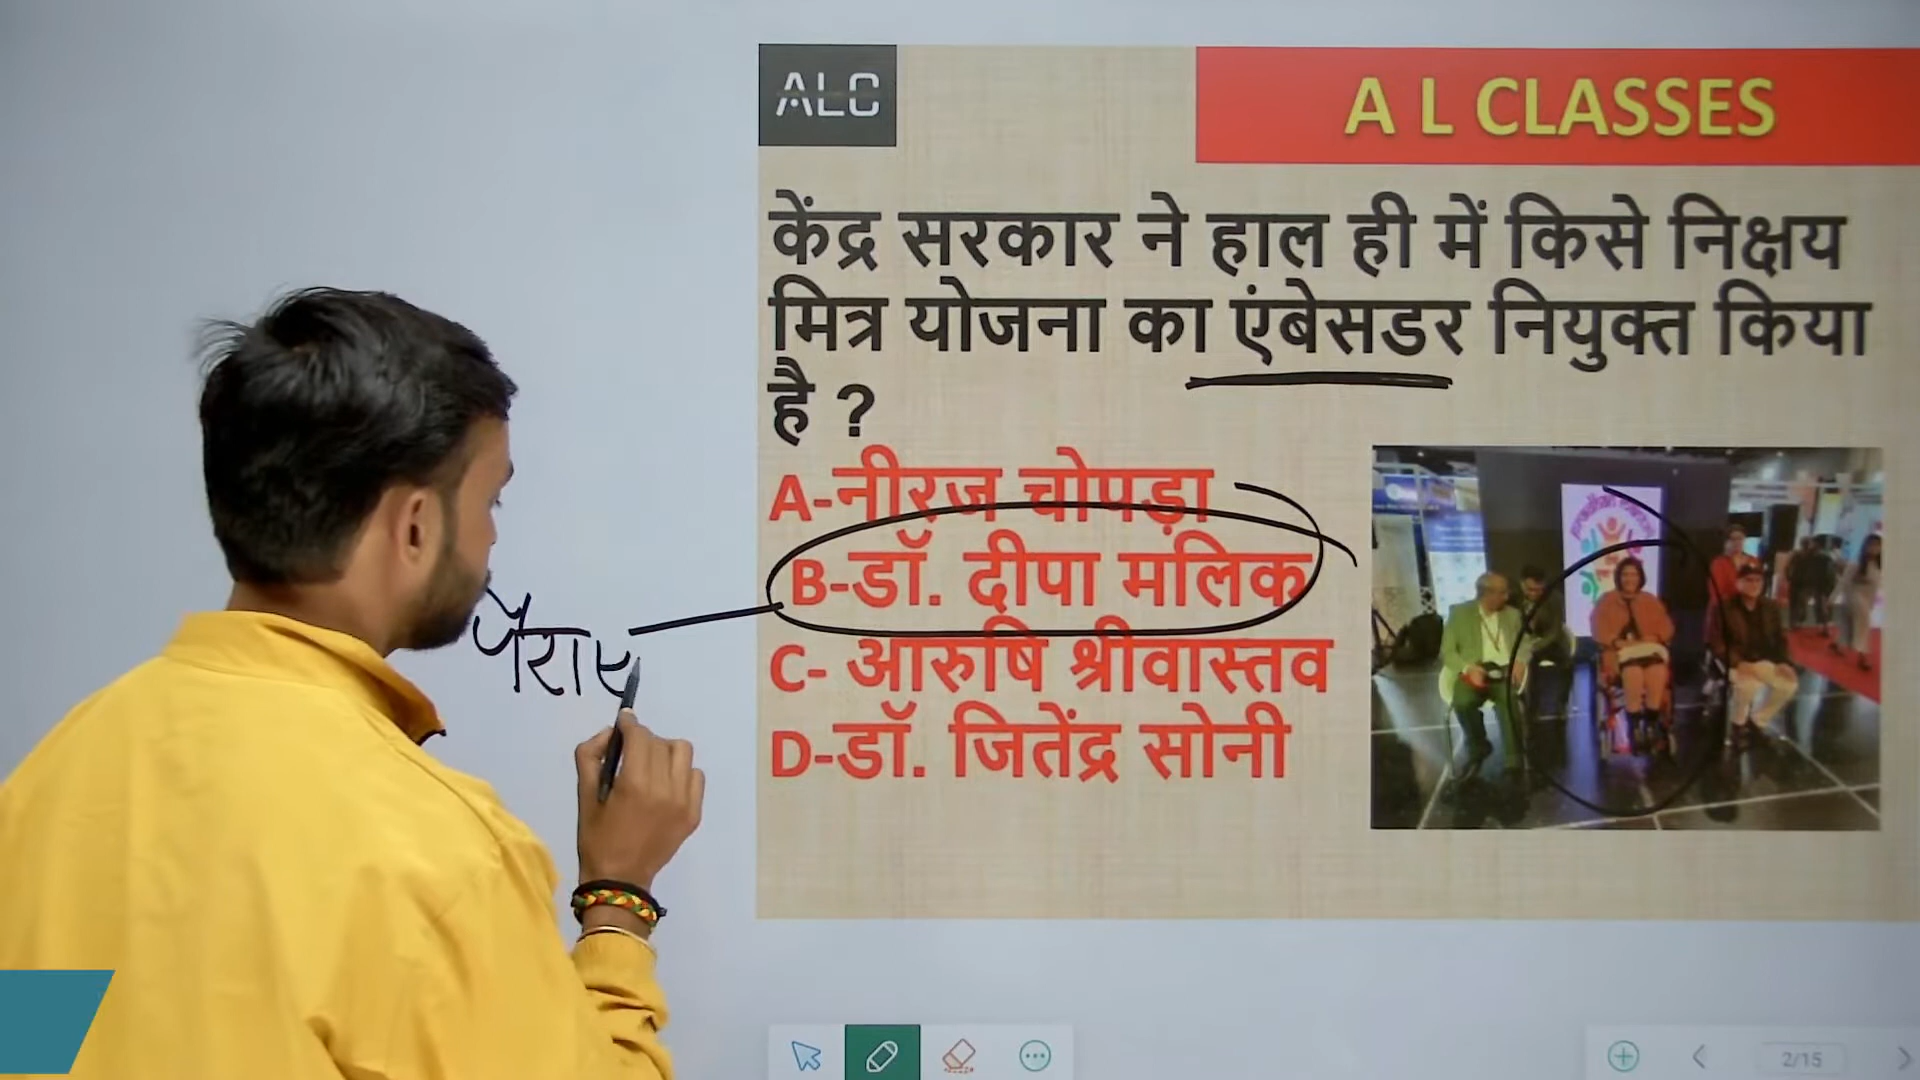 ALC
A L CLASSES
केंद्र सरकार ने हाल ही में किसे निक्षय
मित्र योजना का एंबेसडर नियुक्त किया
है ?
A-नीरज चोपड़ा
B-डॉ. दीपा मलिक
C- आरुषि श्रीवास्तव
D-डॉ. जितेंद्र सोनी
2/15